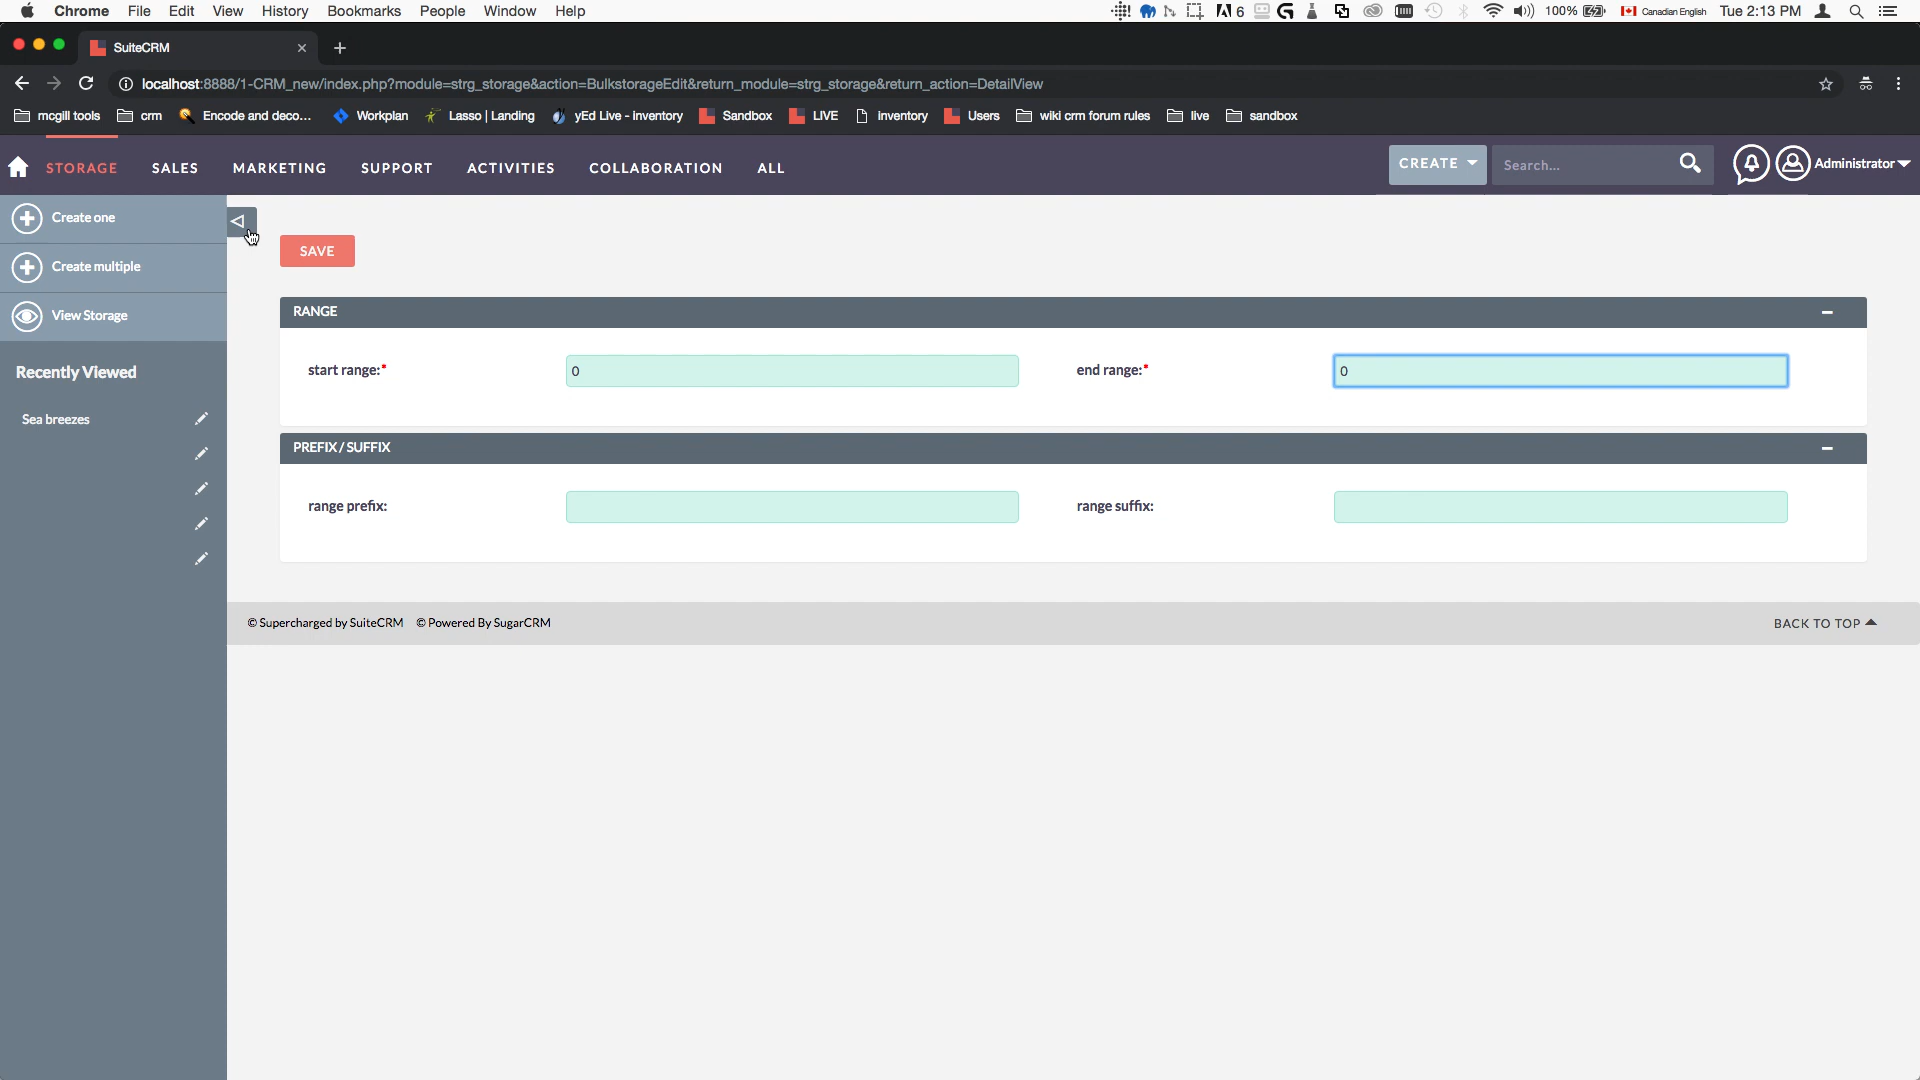 Chrome File Edit View History Bookmarks People Window Help 6 100% Canadian English Tue 2:13 PM
SuiteCRM
localhost:8888/1-CRM_new/index.php?module=strg_storage&action=BulkstorageEdit&return_module=strg_storage&return_action=DetailView
mcgill tools crm Encode and deco... Workplan Lasso | Landing yEd Live - Inventory Sandbox LIVE inventory Users wiki crm forum rules live sandbox
STORAGE SALES MARKETING SUPPORT ACTIVITIES COLLABORATION ALL CREATE Search... Administrator
Create one
Create multiple
View Storage
Recently Viewed
Sea breezes
SAVE
RANGE
start range:* 0 end range:* 0
PREFIX / SUFFIX
range prefix: range suffix:
© Supercharged by SuiteCRM © Powered By SugarCRM BACK TO TOP